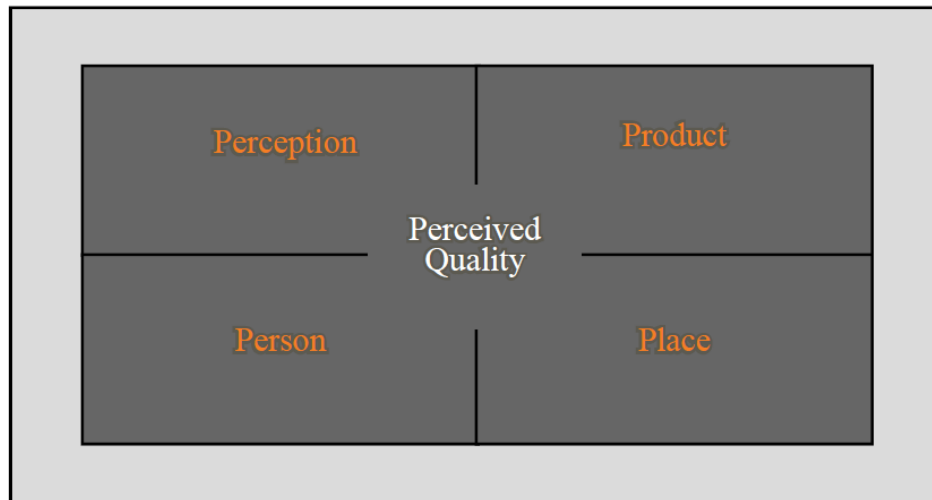 Perception
Product
Perceived
Quality
Person
Place